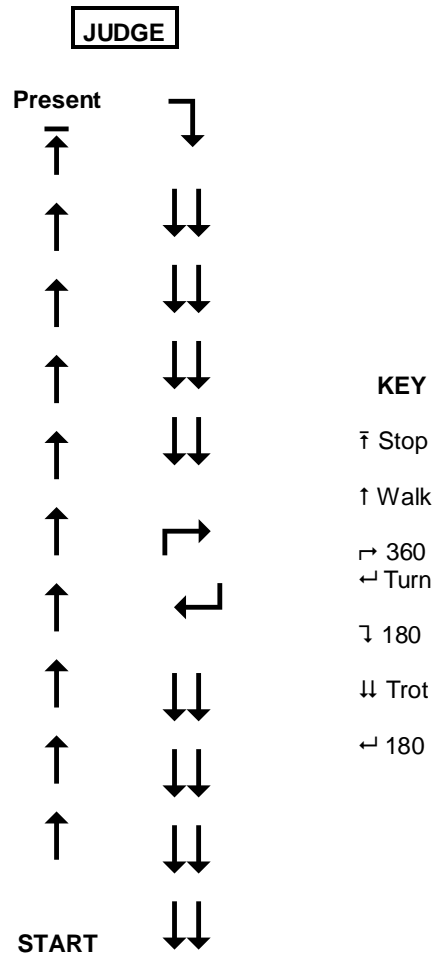 JUDGE
Present
START
KEY
↑ Stop
↑ Walk
↱ 360
↵ Turn
↴ 180
⇊ Trot
↵ 180